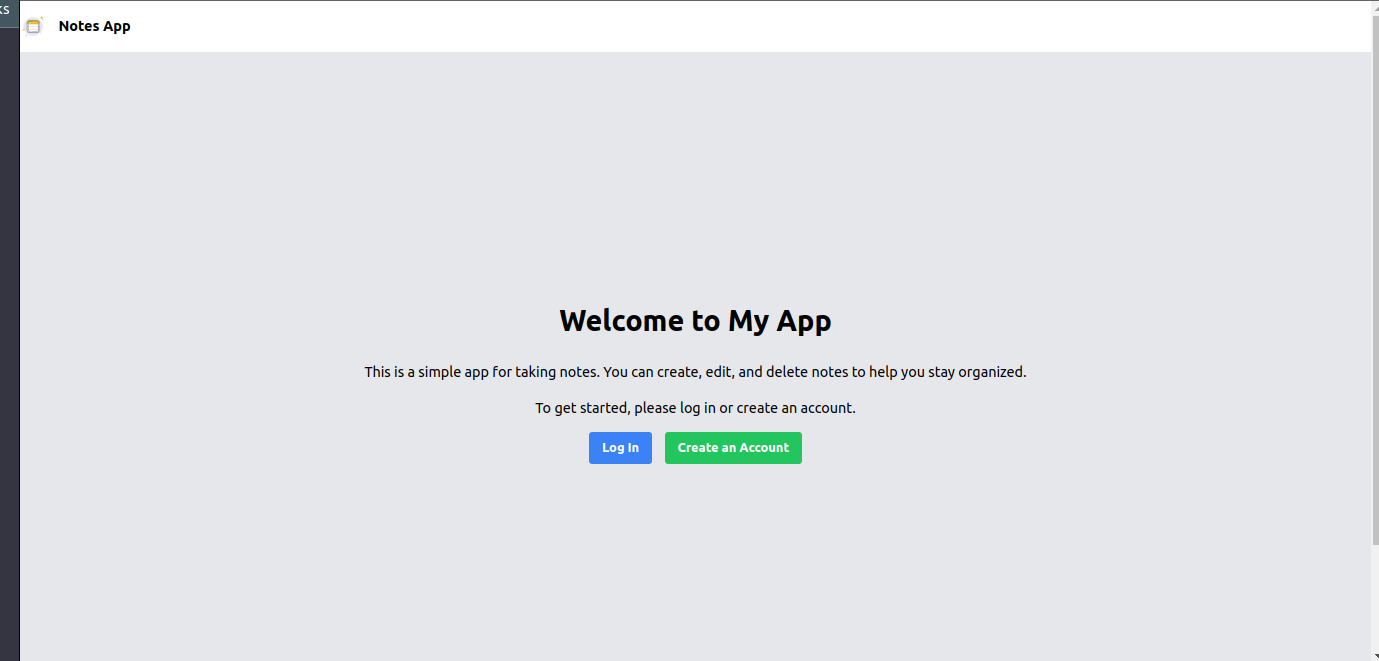 ks
Notes App
Welcome to My App
This is a simple app for taking notes. You can create, edit, and delete notes to help you stay organized.
To get started, please log in or create an account.
Log In
Create an Account